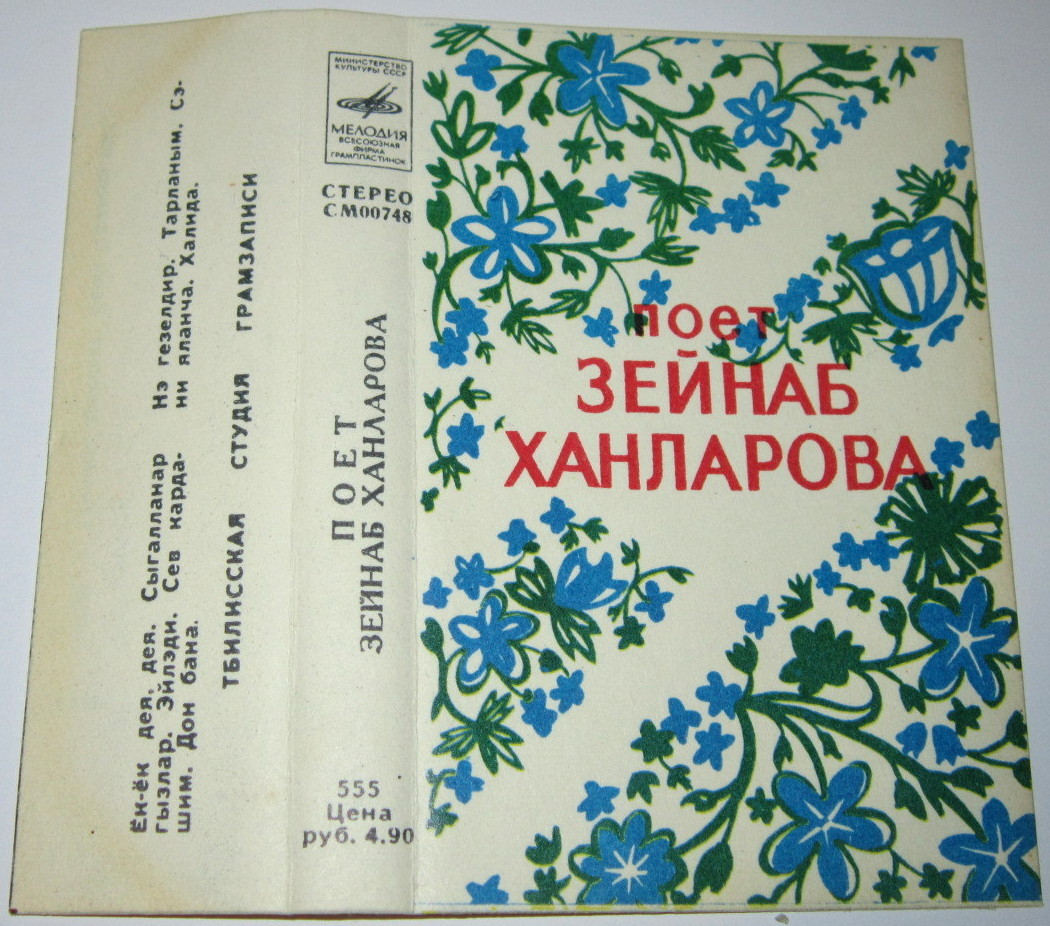 Ёк-ёк дея, дея. Сыгалланар
гызлар. Эйлэди. Сев карда-
шим. Дон бана.
Нэ гезелдир. Тарланым. Сэ-
ни яланча. Халида.
ТБИЛИССКАЯ СТУДИЯ ГРАМЗАПИСИ
МИНИСТЕРСТВО
КУЛЬТУРЫ СССР
МЕЛОДИЯ
ВСЕСОЮЗНАЯ
ФИРМА
ГРАМПЛАСТИНОК
СТЕРЕО
СМ00748
ПОЕТ
ЗЕЙНАБ ХАНЛАРОВА
555
Цена
руб. 4.90
поет
ЗЕЙНАБ
ХАНЛАРОВА